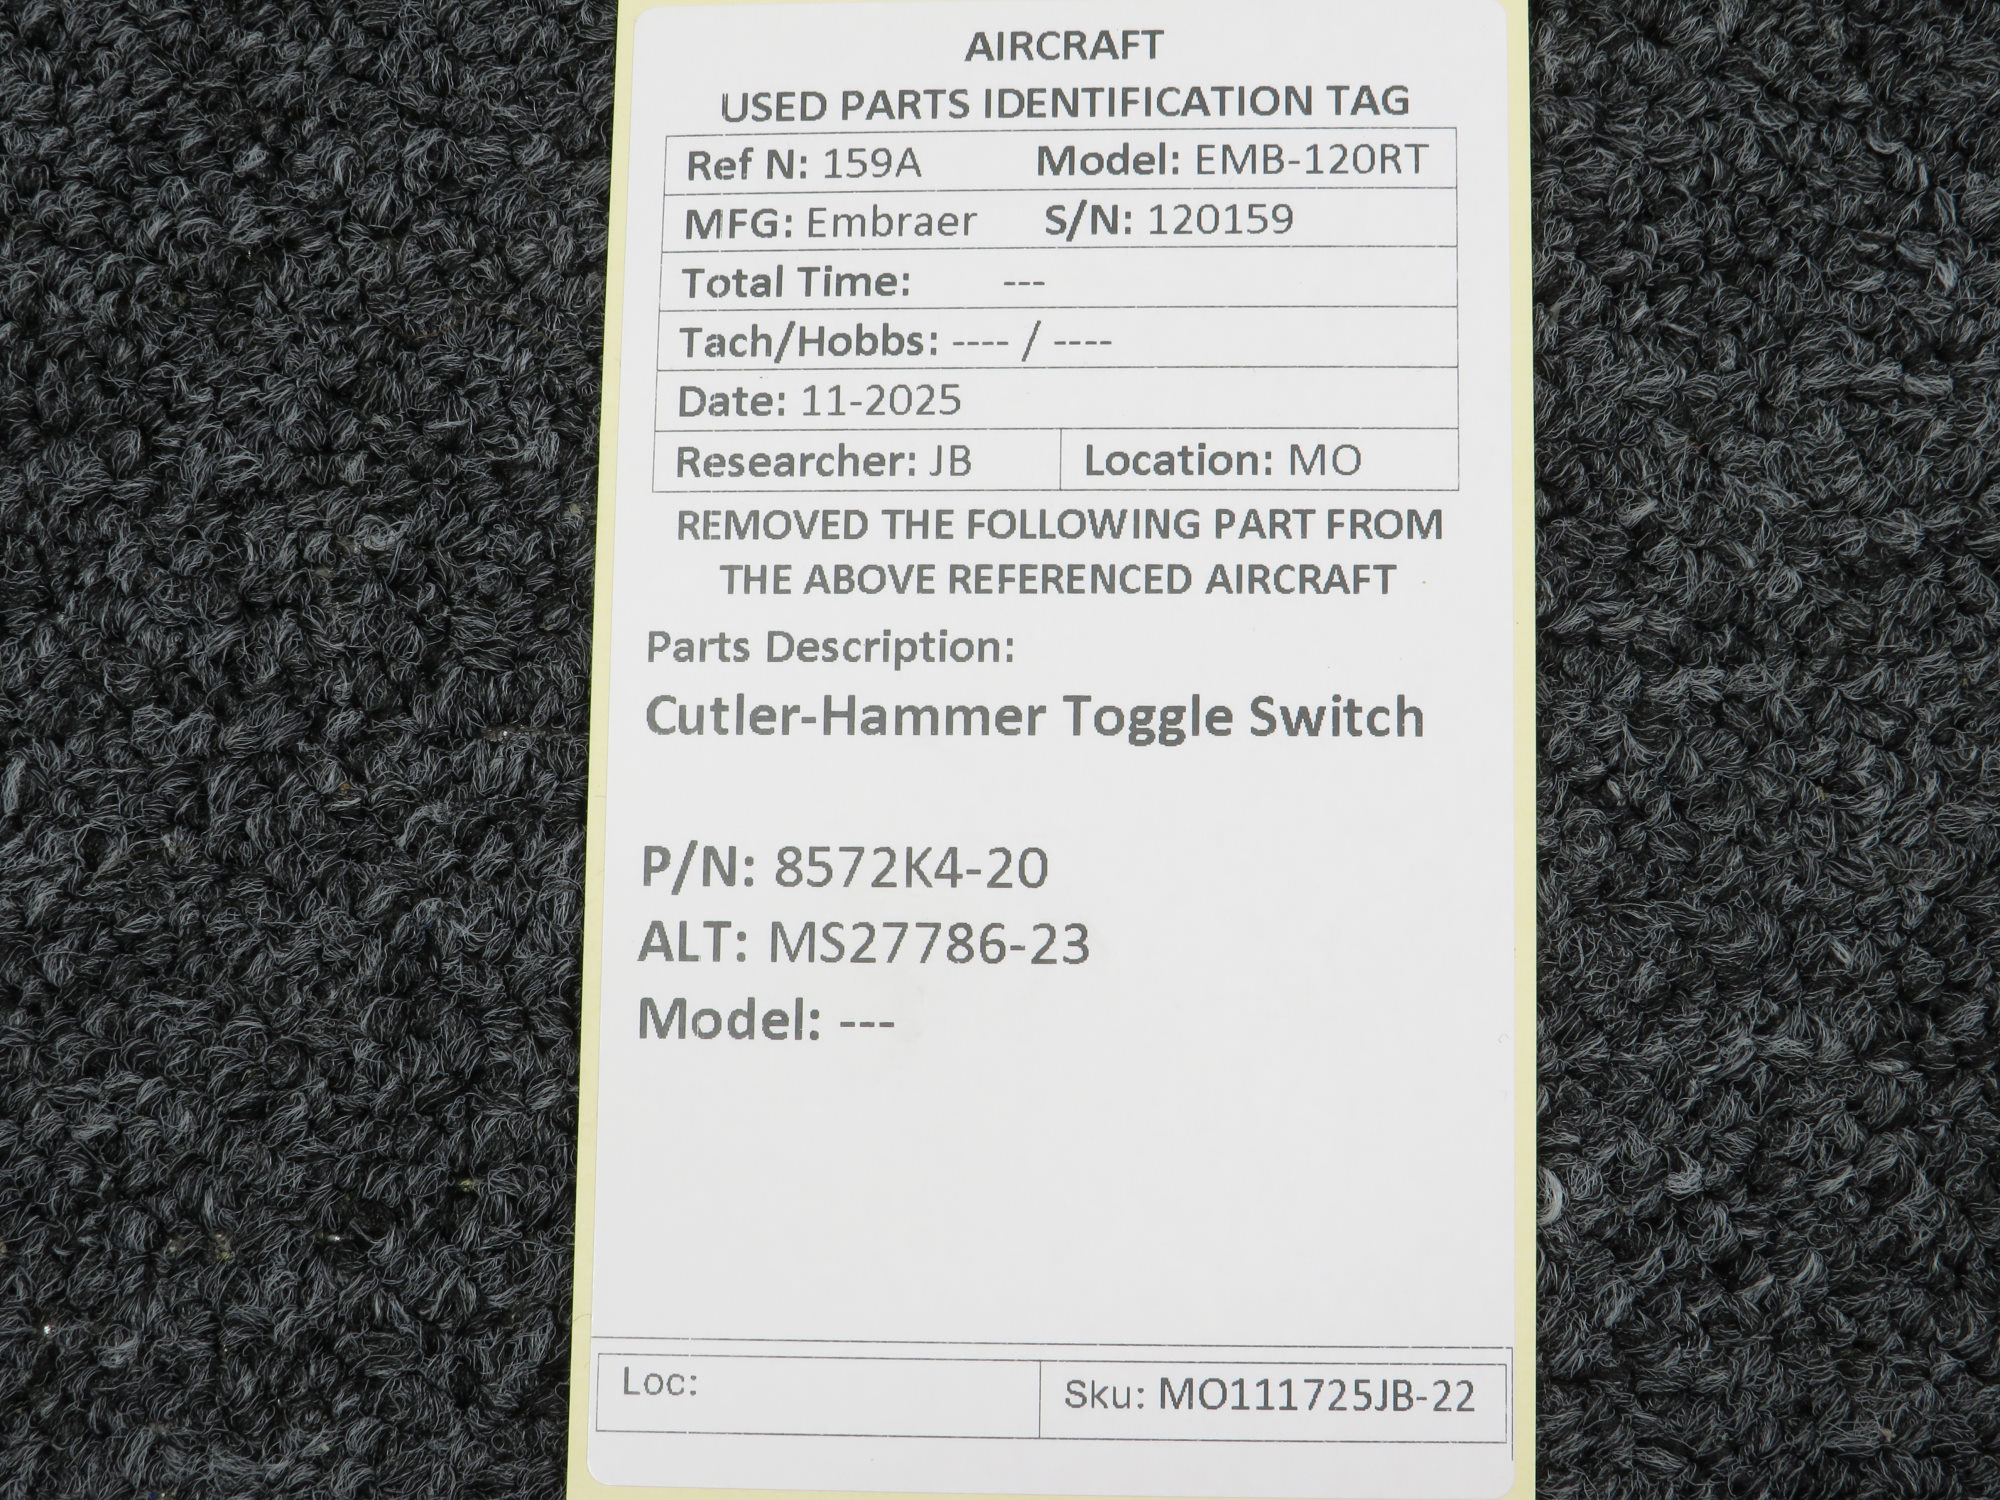 AIRCRAFT
USED PARTS IDENTIFICATION TAG
Ref N: 159A Model: EMB-120RT
MFG: Embraer S/N: 120159
Total Time: ---
Tach/Hobbs: ---- / ----
Date: 11-2025
Researcher: JB Location: MO
REMOVED THE FOLLOWING PART FROM
THE ABOVE REFERENCED AIRCRAFT
Parts Description:
Cutler-Hammer Toggle Switch
P/N: 8572K4-20
ALT: MS27786-23
Model: ---
Loc: Sku: MO111725JB-22